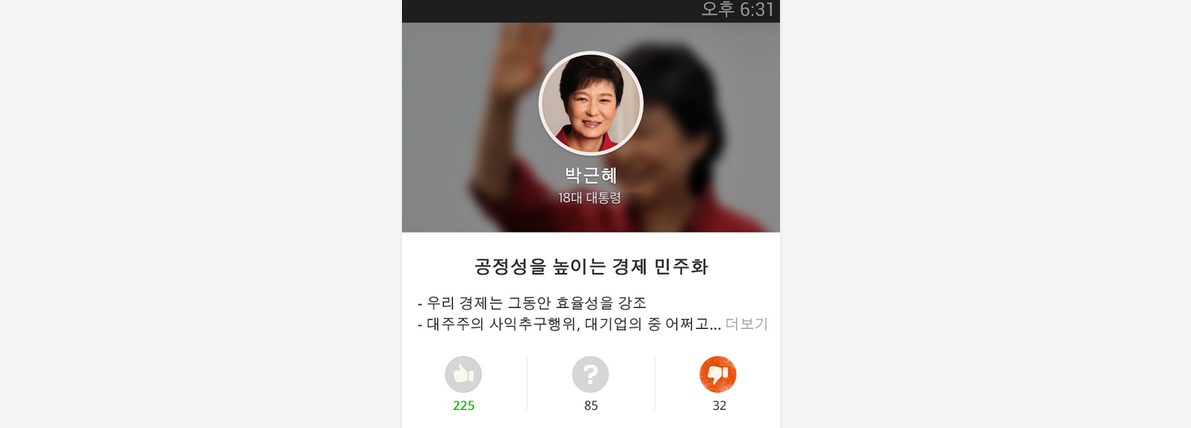 오후 6:31
박근혜
18대 대통령
공정성을 높이는 경제 민주화
- 우리 경제는 그동안 효율성을 강조
- 대주주의 사익추구행위, 대기업의 중 어쩌고... 더보기
225 85 32